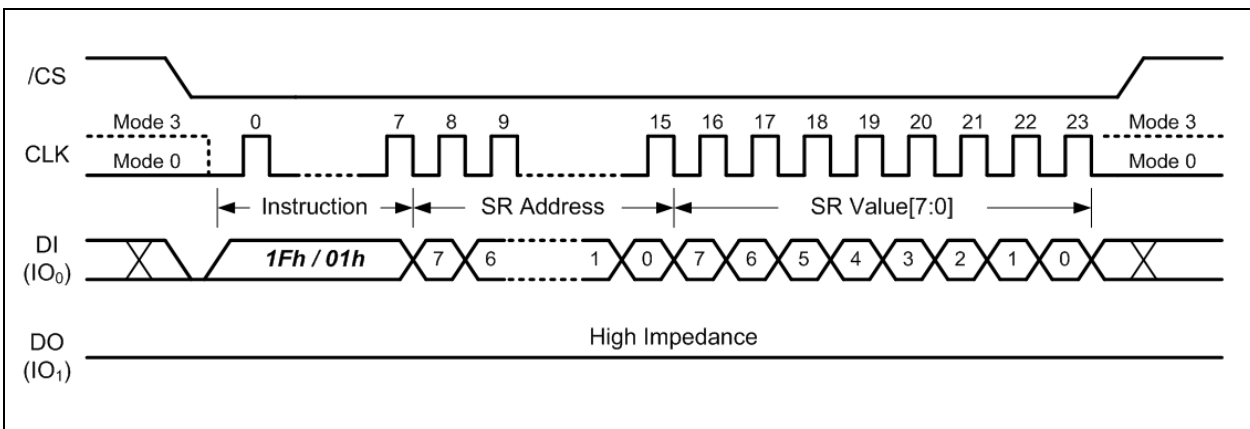 /CS
Mode 3 0 7 8 9 15 16 17 18 19 20 21 22 23 Mode 3
CLK
Mode 0 Mode 0
Instruction SR Address SR Value[7:0]
DI
(IO₀)
1Fh / 01h 7 6 1 0 7 6 5 4 3 2 1 0
High Impedance
DO
(IO₁)